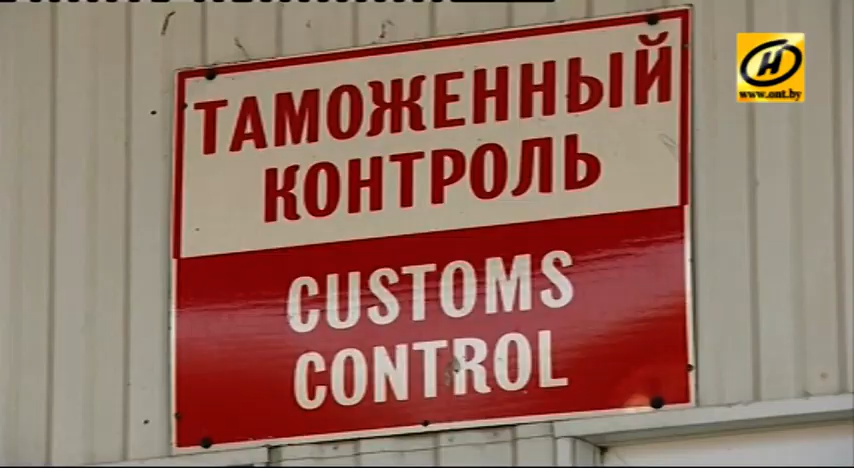 ТАМОЖЕННЫЙ
КОНТРОЛЬ
CUSTOMS
CONTROL
www.ont.by